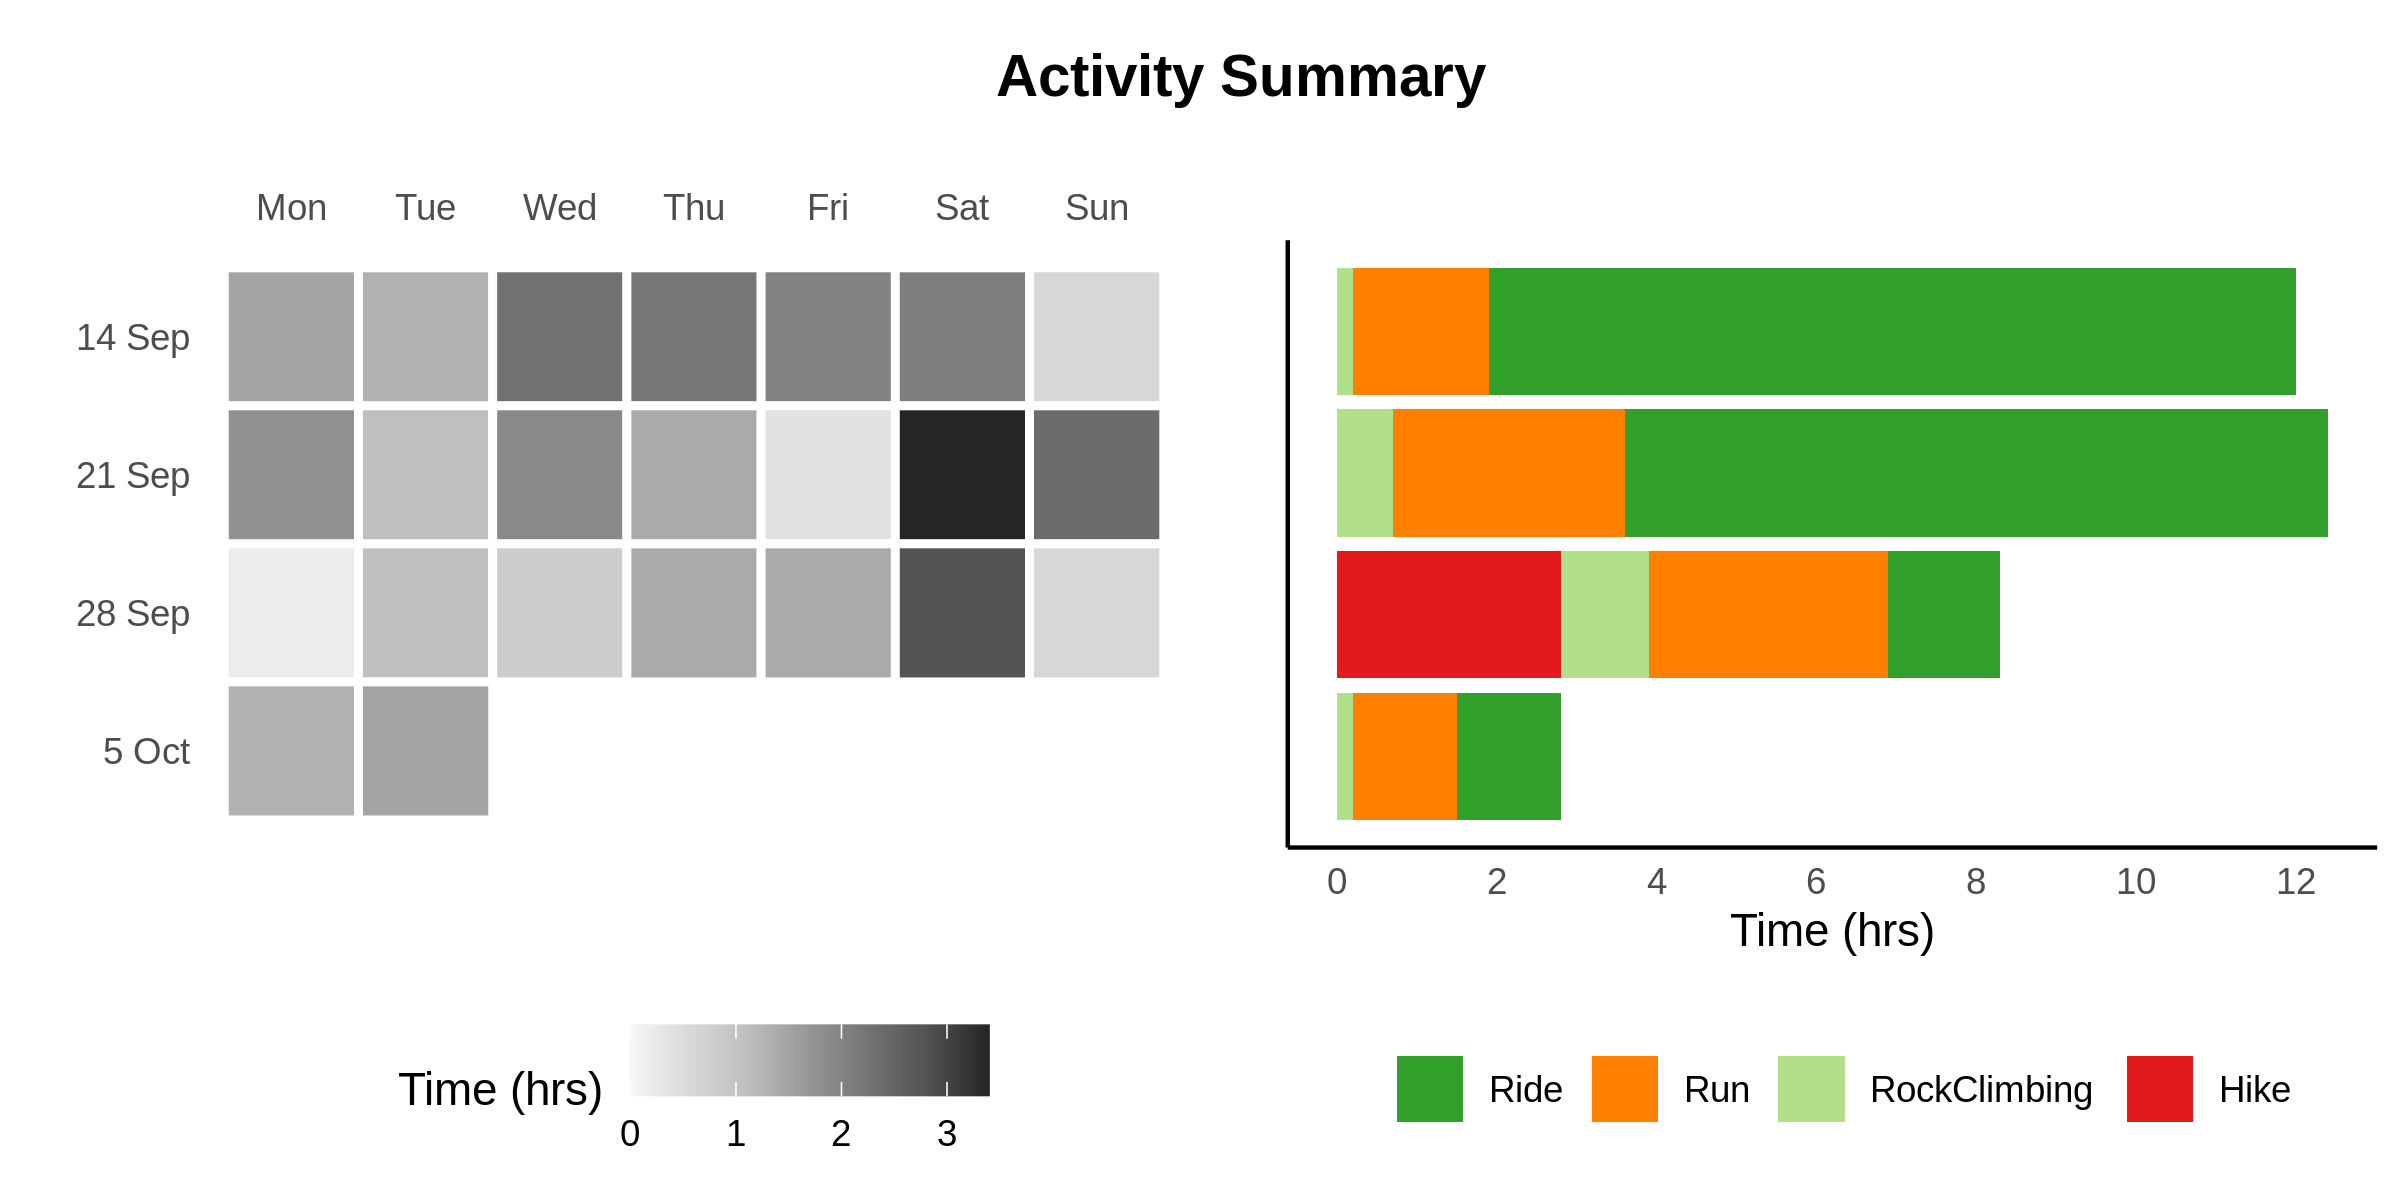 Activity Summary
Mon Tue Wed Thu Fri Sat Sun
14 Sep
21 Sep
28 Sep
5 Oct
0 2 4 6 8 10 12
Time (hrs)
Time (hrs)
0 1 2 3
Ride Run RockClimbing Hike